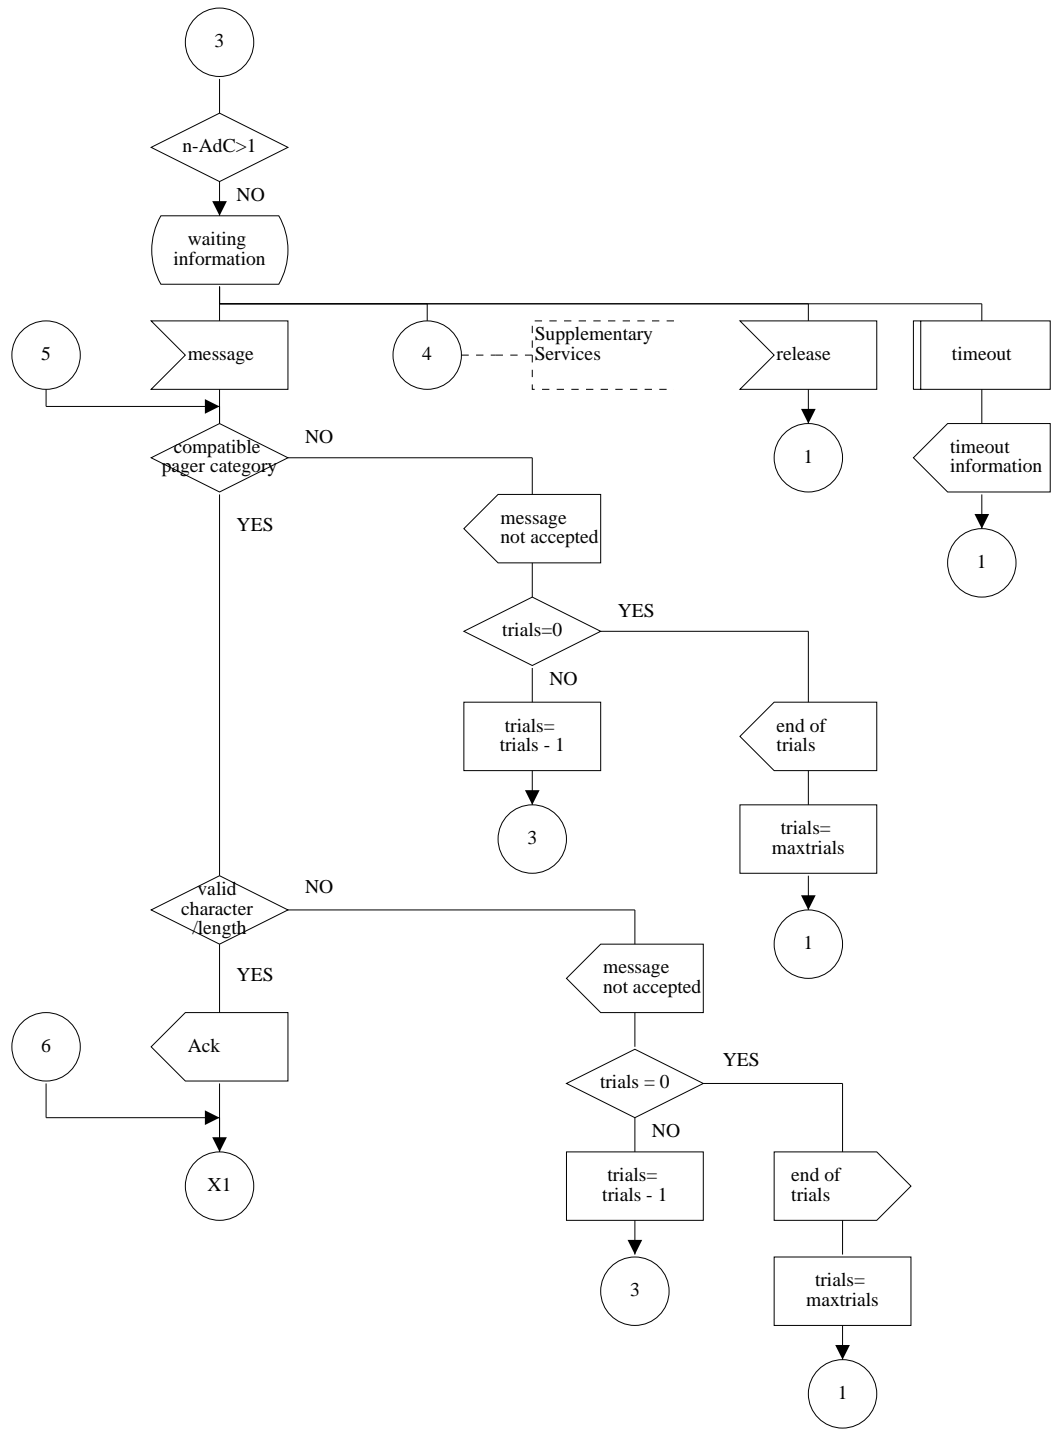 3
n-AdC>1
NO
waiting
information
5
message
4
Supplementary
Services
release
timeout
compatible
pager category
NO
YES
1
timeout
information
message
not accepted
1
trials=0
YES
NO
trials=
trials - 1
end of
trials
3
trials=
maxtrials
valid
character
/length
NO
YES
1
message
not accepted
6
Ack
trials = 0
YES
NO
X1
trials=
trials - 1
end of
trials
3
trials=
maxtrials
1